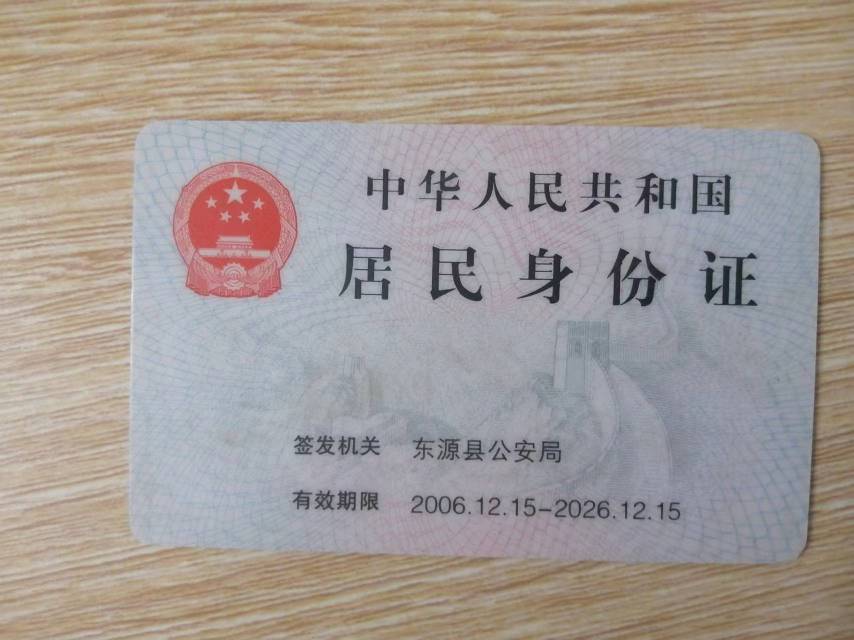 中华人民共和国
居民身份证
签发机关 东源县公安局
有效期限 2006.12.15-2026.12.15